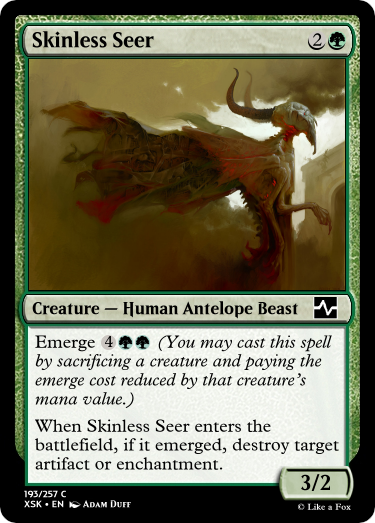 Skinless Seer 2
Creature — Human Antelope Beast
Emerge 4 (You may cast this spell
by sacrificing a creature and paying the
emerge cost reduced by that creature's
mana value.)
When Skinless Seer enters the
battlefield, if it emerged, destroy target
artifact or enchantment.
3/2
193/257 C
XSK • EN Adam Duff
© Like a Fox